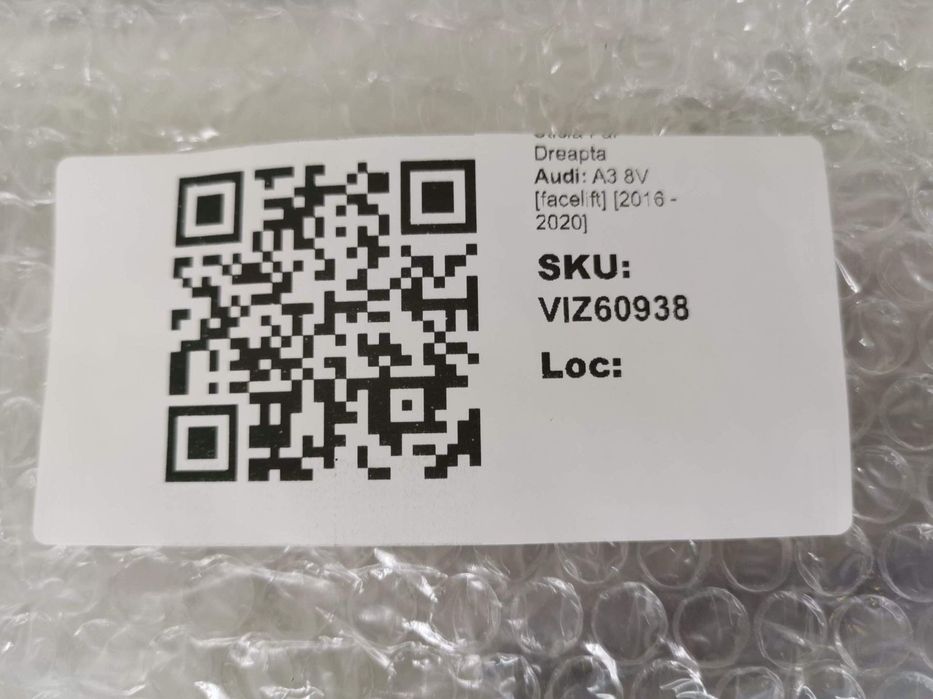 Dreapta
Audi: A3 8V
[facelift] [2016 -
2020]
SKU:
VIZ60938
Loc: